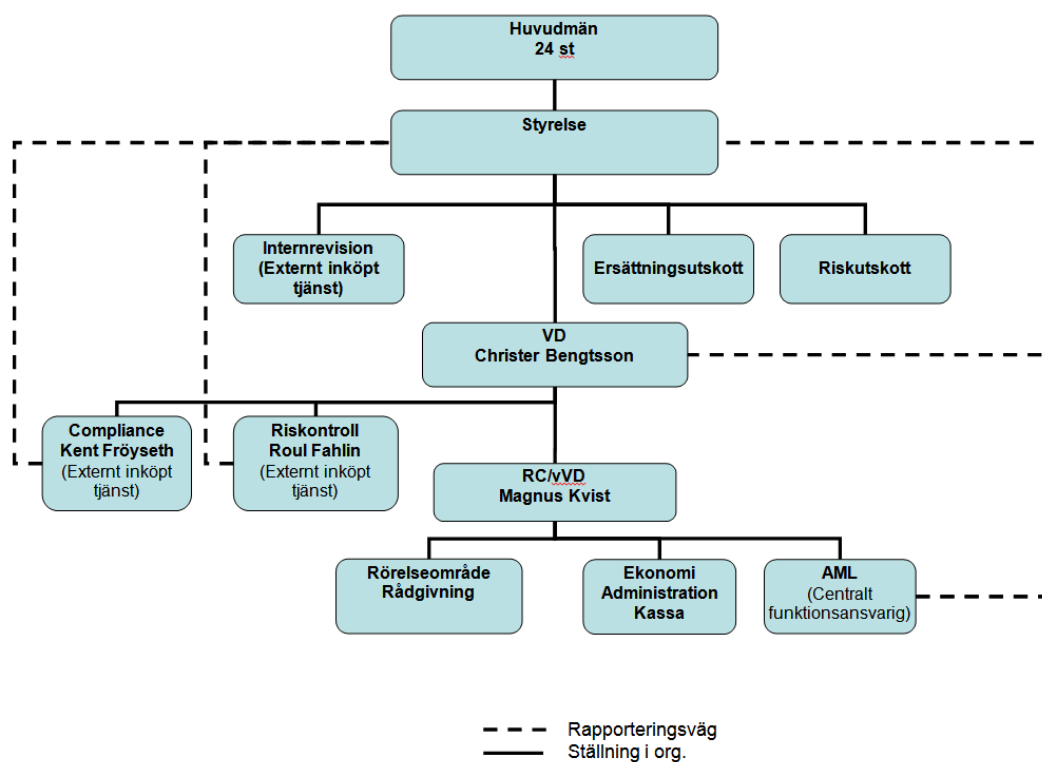 Huvudmän
24 st
Styrelse
Internrevision
(Externt inköpt
tjänst)
Ersättningsutskott
Riskutskott
VD
Christer Bengtsson
Compliance
Kent Fröyseth
(Externt inköpt
tjänst)
Riskontroll
Roul Fahlin
(Externt inköpt
tjänst)
RC/vVD
Magnus Kvist
Rörelseområde
Rådgivning
Ekonomi
Administration
Kassa
AML
(Centralt
funktionsansvarig)
Rapporteringsväg
Ställning i org.